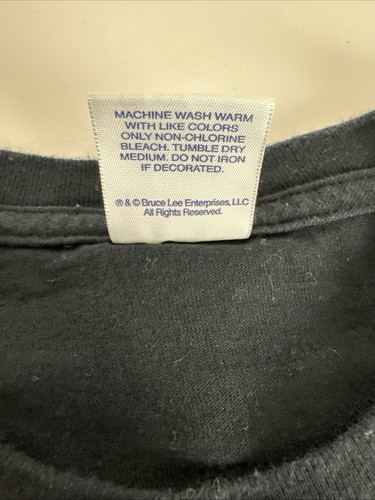 MACHINE WASH WARM
WITH LIKE COLORS
ONLY NON-CHLORINE
BLEACH. TUMBLE DRY
MEDIUM. DO NOT IRON
IF DECORATED.
® & © Bruce Lee Enterprises, LLC
All Rights Reserved.